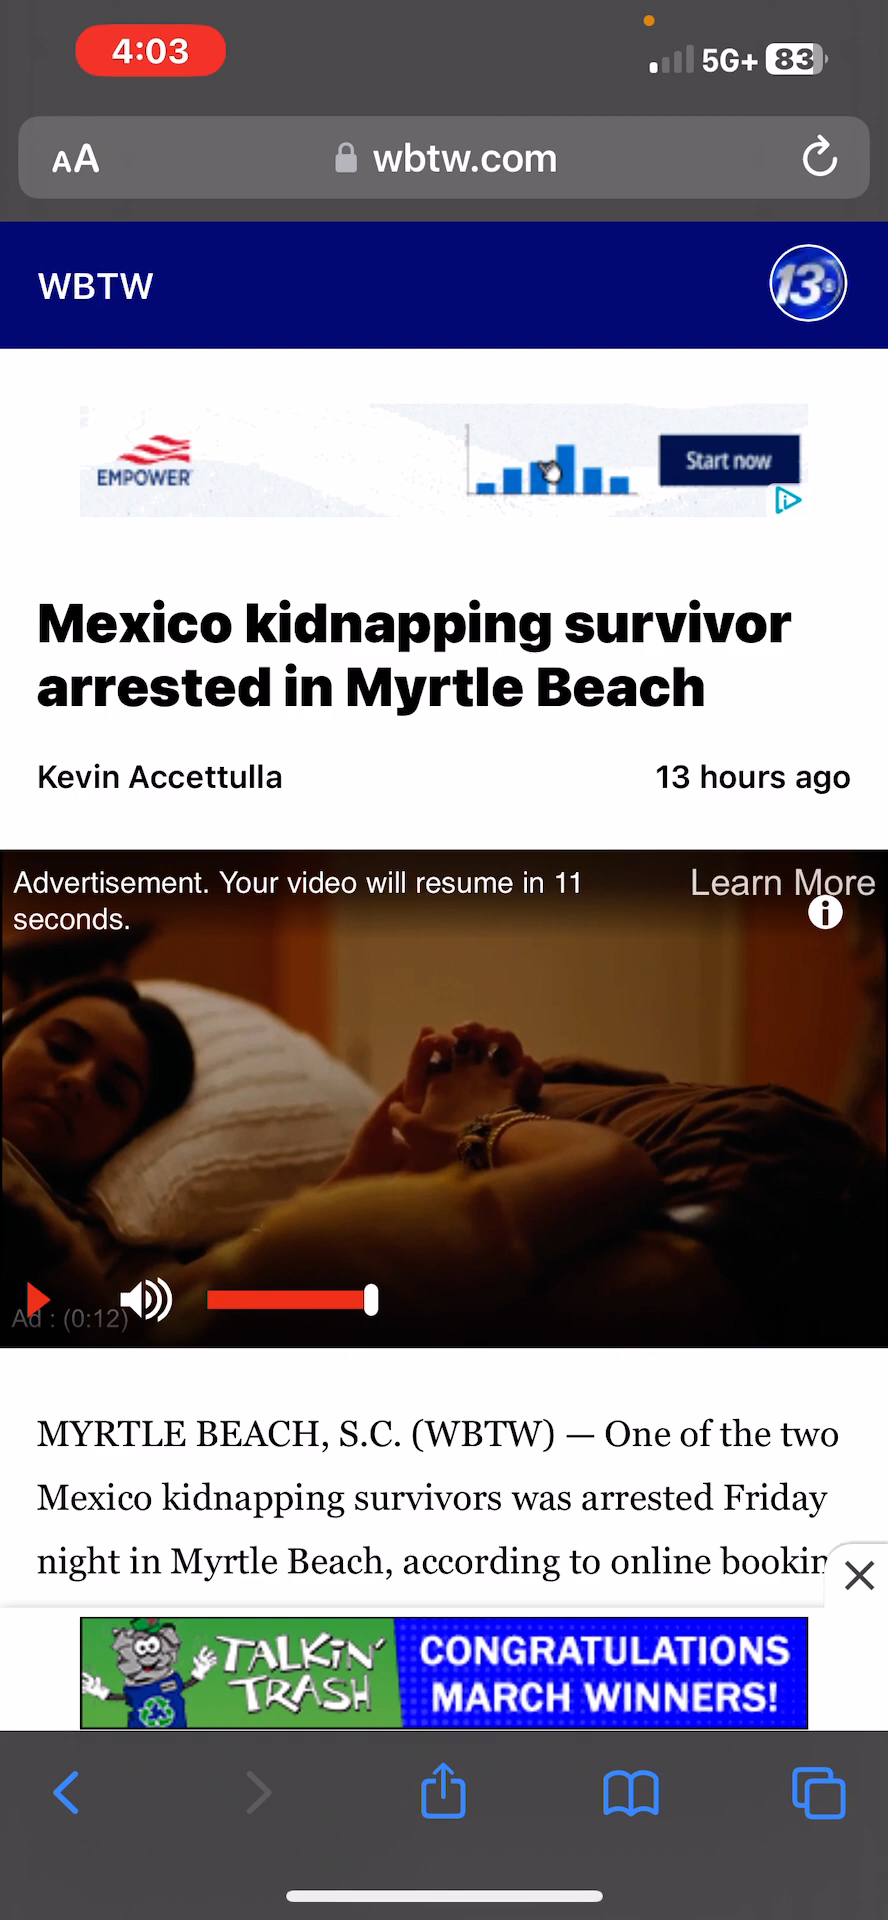 4:03
5G+ 83
AA wbtw.com
WBTW
13
EMPOWER
Start now
Mexico kidnapping survivor
arrested in Myrtle Beach
Kevin Accettulla 13 hours ago
Advertisement. Your video will resume in 11
seconds.
Learn More
Ad : (0:12)
MYRTLE BEACH, S.C. (WBTW) — One of the two
Mexico kidnapping survivors was arrested Friday
night in Myrtle Beach, according to online bookin
TALKIN'
TRASH
CONGRATULATIONS
MARCH WINNERS!